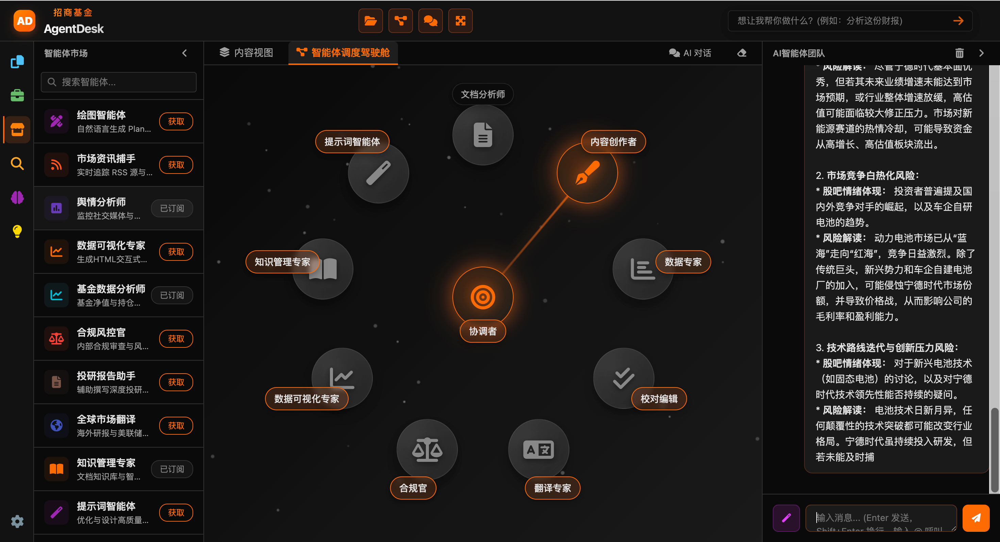 AD
招商基金
AgentDesk
想让我帮你做什么？(例如：分析这份财报)
智能体市场
搜索智能体...
绘图智能体
自然语言生成 Plan...
获取
市场资讯捕手
实时追踪 RSS 源与...
获取
舆情分析师
监控社交媒体与...
已订阅
数据可视化专家
生成HTML交互式...
获取
基金数据分析师
基金净值与持仓...
已订阅
合规风控官
内部合规审查与风...
获取
投研报告助手
辅助撰写深度投研...
获取
全球市场翻译
海外研报与美联储...
获取
知识管理专家
文档知识库与智...
已订阅
提示词智能体
优化与设计高质量...
获取
内容视图
智能体调度驾驶舱
AI 对话
文档分析师
提示词智能体
内容创作者
知识管理专家
数据专家
协调者
数据可视化专家
校对编辑
合规官
翻译专家
A 文
AI智能体团队
* 风险解读： 尽管宁德时代基本面优
秀，但若其未来业绩增速未能达到市
场预期，或行业整体增速放缓，高估
值可能面临较大修正压力。市场对新
能源赛道的热情冷却，可能导致资金
从高增长、高估值板块流出。
2. 市场竞争白热化风险：
* 股吧情绪体现： 投资者普遍提及国
内外竞争对手的崛起，以及车企自研
电池的趋势。
* 风险解读： 动力电池市场已从“蓝
海”走向“红海”，竞争日益激烈。除了
传统巨头，新兴势力和车企自建电池
厂的加入，可能侵蚀宁德时代市场份
额，并导致价格战，从而影响公司的
毛利率和盈利能力。
3. 技术路线迭代与创新压力风险：
* 股吧情绪体现： 对于新兴电池技术
（如固态电池）的讨论，以及对宁德
时代技术领先性能否持续的疑问。
* 风险解读： 电池技术日新月异，任
何颠覆性的技术突破都可能改变行业
格局。宁德时代虽持续投入研发，但
若未能及时捕
输入消息... (Enter 发送，
Shift+Enter 换行，输入 @ 呼叫